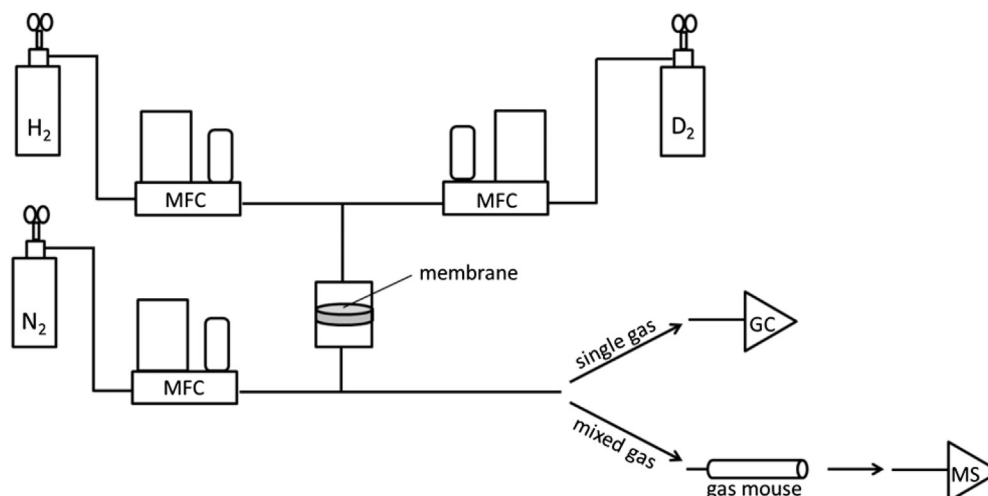 H₂
D₂
MFC
MFC
N₂
membrane
MFC
single gas
GC
mixed gas
gas mouse
MS